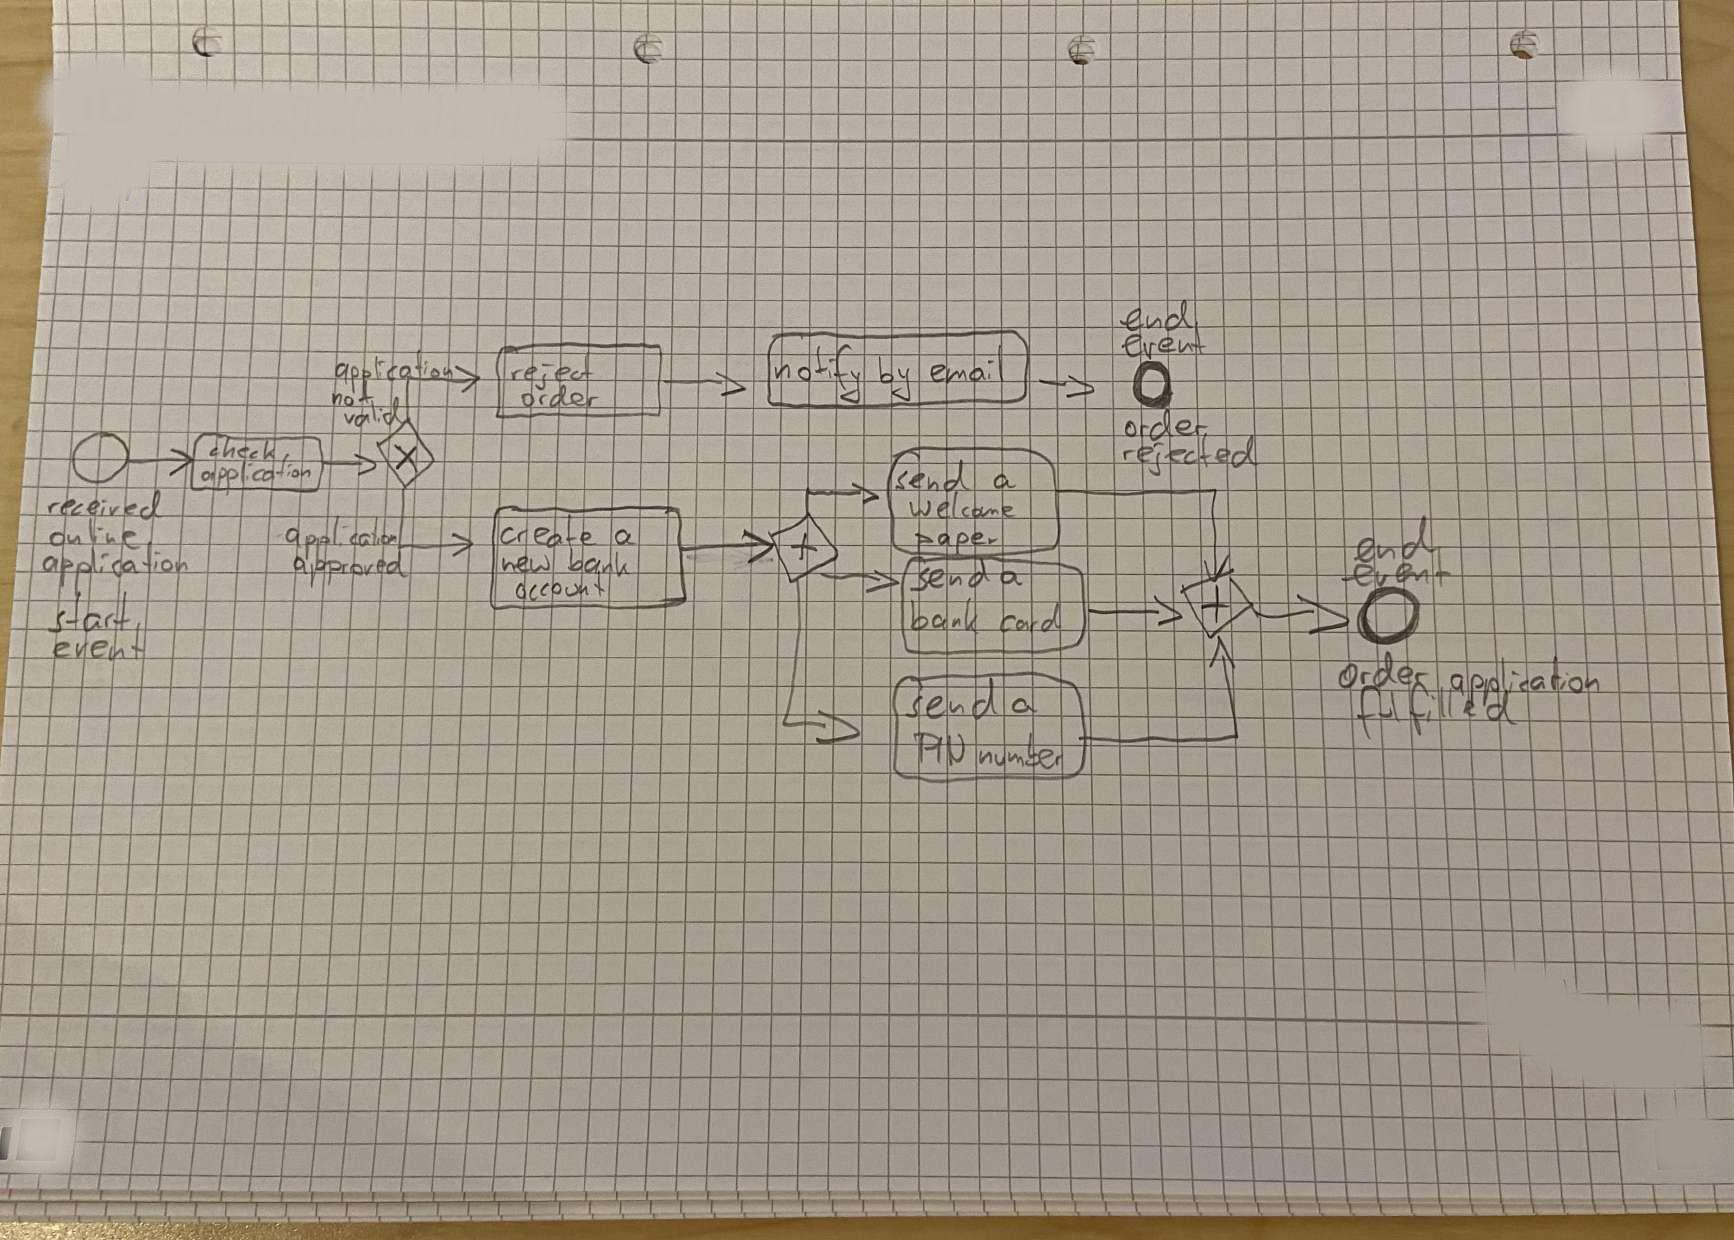 end
event
application
not
valid
reject
order
notify by email
order
rejected
check
application
received
online
application
start
event
application
approved
create a
new bank
account
send a
welcome
paper
send a
bank card
send a
PIN number
end
event
order application
fulfilled